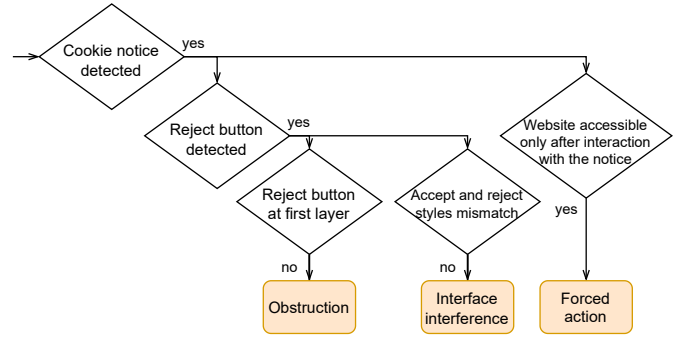 Cookie notice
detected
yes
Reject button
detected
yes
Website accessible
only after interaction
with the notice
Reject button
at first layer
Accept and reject
styles mismatch
yes
no
no
Obstruction
Interface
interference
Forced
action